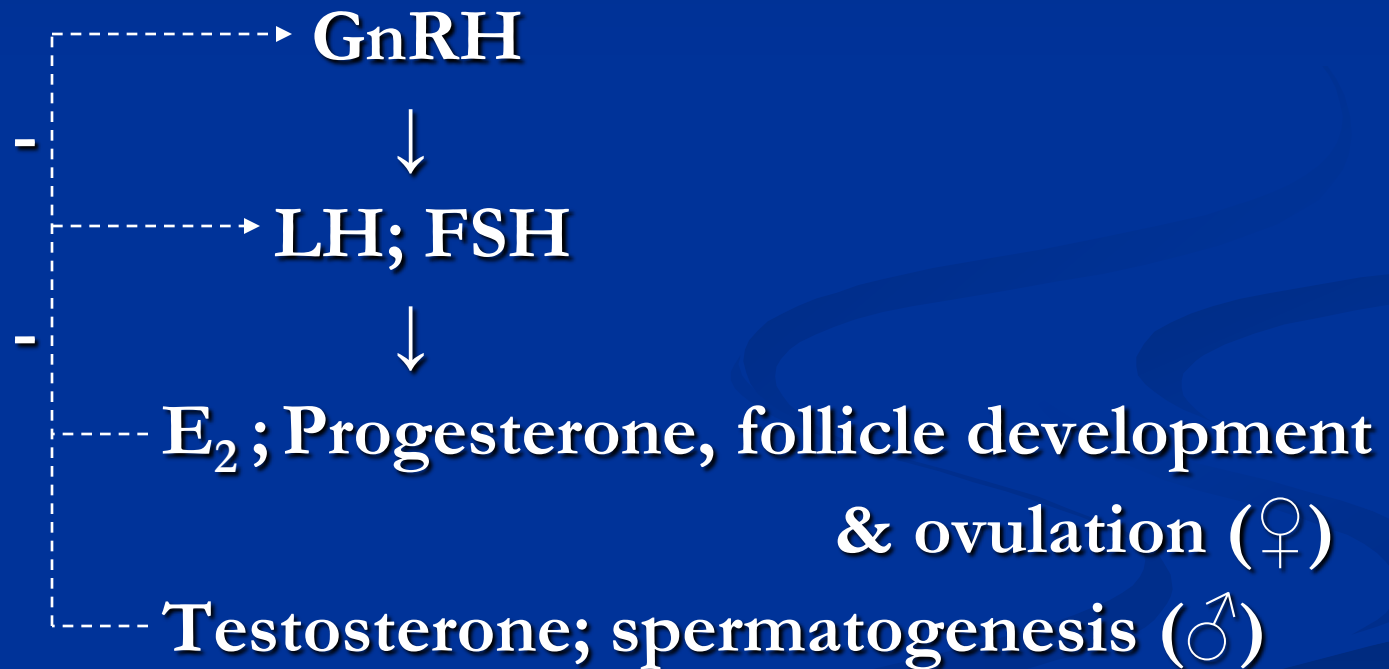 GnRH
-
↓
LH; FSH
-
↓
E₂ ; Progesterone, follicle development
& ovulation (♀)
Testosterone; spermatogenesis (♂)